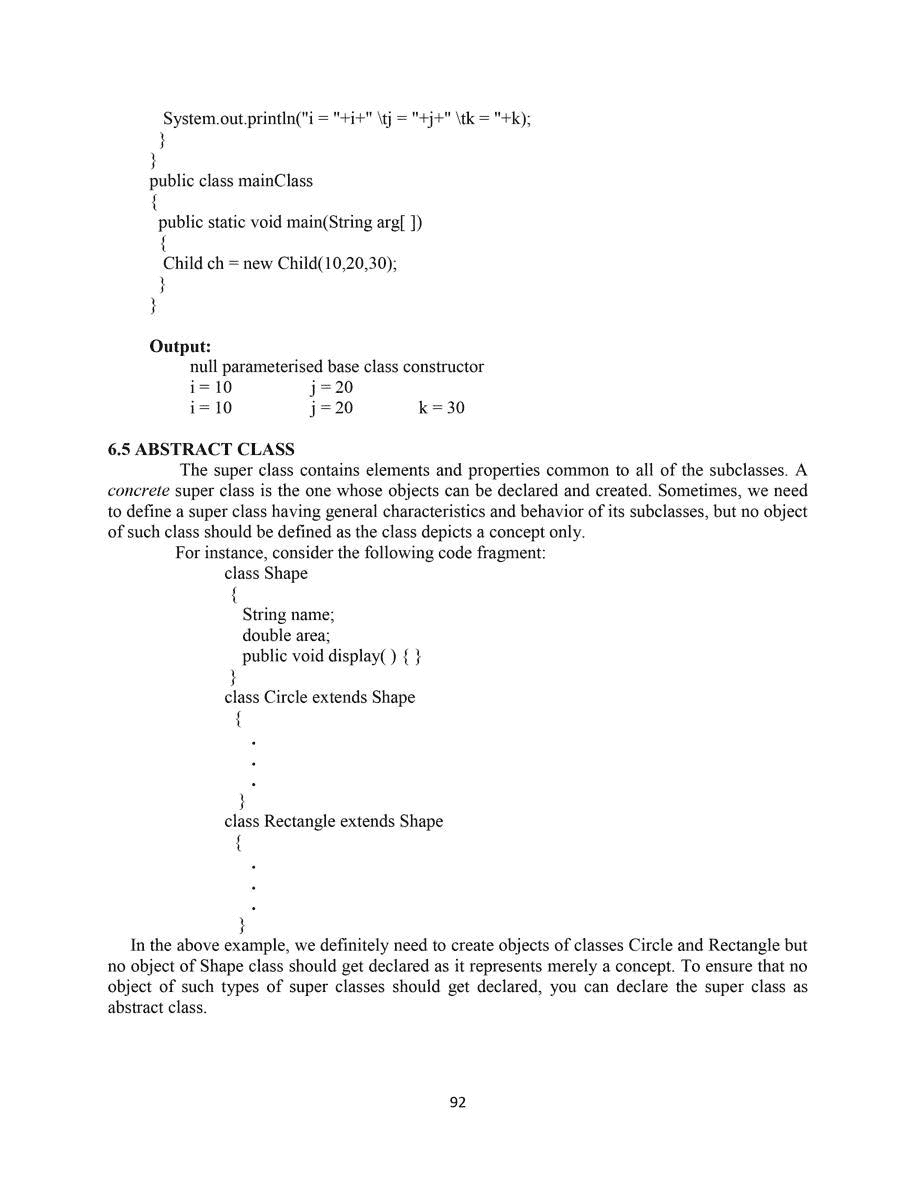 System.out.println("i = "+i+" \tj = "+j+" \tk = "+k);
}
}
public class mainClass
{
public static void main(String arg[ ])
{
Child ch = new Child(10,20,30);
}
}
Output:
null parameterised base class constructor
i = 10 j = 20
i = 10 j = 20 k = 30
6.5 ABSTRACT CLASS
The super class contains elements and properties common to all of the subclasses. A
concrete super class is the one whose objects can be declared and created. Sometimes, we need
to define a super class having general characteristics and behavior of its subclasses, but no object
of such class should be defined as the class depicts a concept only.
For instance, consider the following code fragment:
class Shape
{
String name;
double area;
public void display( ) { }
}
class Circle extends Shape
{
.
.
.
}
class Rectangle extends Shape
{
.
.
.
}
In the above example, we definitely need to create objects of classes Circle and Rectangle but
no object of Shape class should get declared as it represents merely a concept. To ensure that no
object of such types of super classes should get declared, you can declare the super class as
abstract class.
92